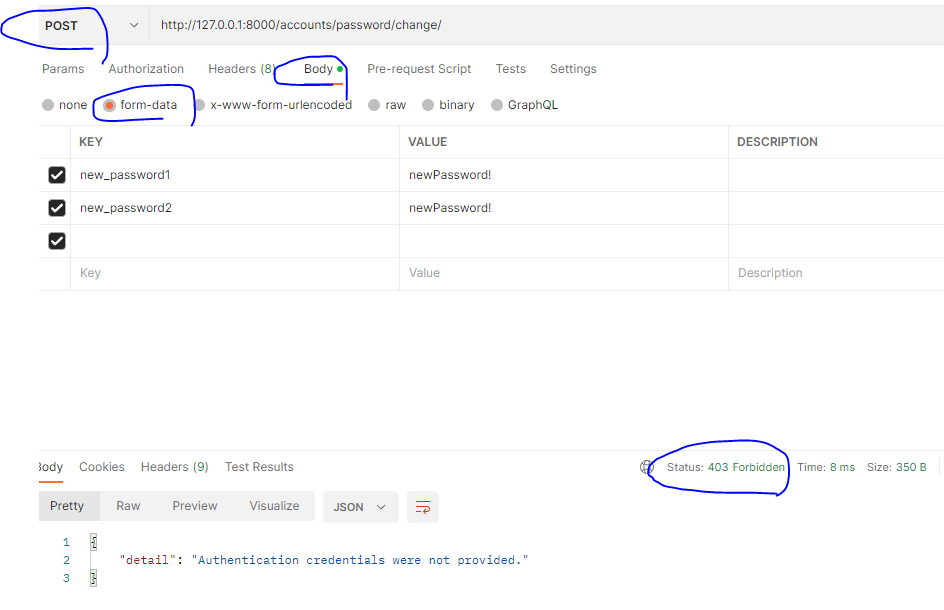 POST http://127.0.0.1:8000/accounts/password/change/
Params Authorization Headers (8) Body Pre-request Script Tests Settings
none form-data x-www-form-urlencoded raw binary GraphQL
KEY VALUE DESCRIPTION
new_password1 newPassword!
new_password2 newPassword!
Key Value Description
Body Cookies Headers (9) Test Results Status: 403 Forbidden Time: 8 ms Size: 350 B
Pretty Raw Preview Visualize JSON
1 {
2 "detail": "Authentication credentials were not provided."
3 }